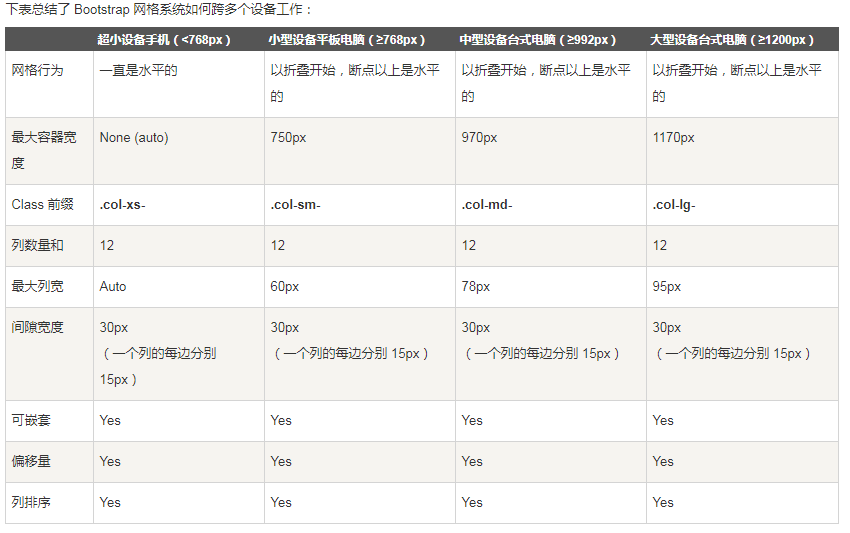 下表总结了 Bootstrap 网格系统如何跨多个设备工作：
超小设备手机（<768px） 小型设备平板电脑（≥768px） 中型设备台式电脑（≥992px） 大型设备台式电脑（≥1200px）
网格行为 一直是水平的 以折叠开始，断点以上是水平 以折叠开始，断点以上是水平 以折叠开始，断点以上是水平
的 的 的
最大容器宽 None (auto) 750px 970px 1170px
度
Class 前缀 .col-xs- .col-sm- .col-md- .col-lg-
列数量和 12 12 12 12
最大列宽 Auto 60px 78px 95px
间隙宽度 30px 30px 30px 30px
（一个列的每边分别 （一个列的每边分别 15px） （一个列的每边分别 15px） （一个列的每边分别 15px）
15px）
可嵌套 Yes Yes Yes Yes
偏移量 Yes Yes Yes Yes
列排序 Yes Yes Yes Yes